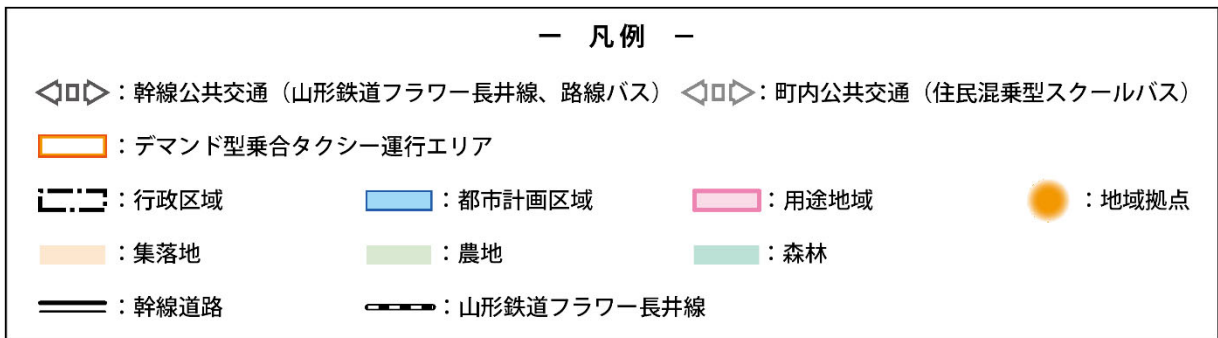 ― 凡例 ―
：幹線公共交通（山形鉄道フラワー長井線、路線バス） ：町内公共交通（住民混乗型スクールバス）
：デマンド型乗合タクシー運行エリア
：行政区域 ：都市計画区域 ：用途地域 ：地域拠点
：集落地 ：農地 ：森林
：幹線道路 ：山形鉄道フラワー長井線